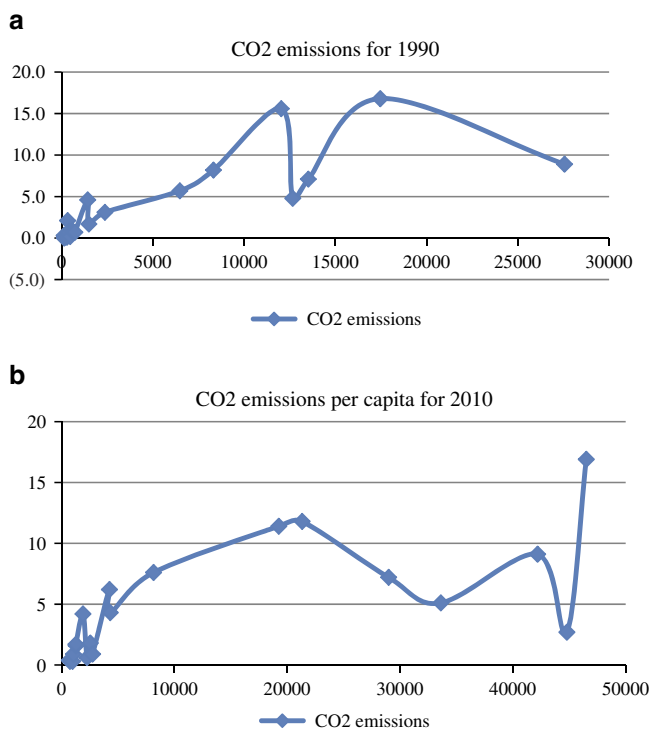 a
CO2 emissions for 1990
20.0
15.0
10.0
5.0
0.0
0 5000 10000 15000 20000 25000 30000
(5.0)
CO2 emissions
b
CO2 emissions per capita for 2010
20
15
10
5
0
0 10000 20000 30000 40000 50000
CO2 emissions